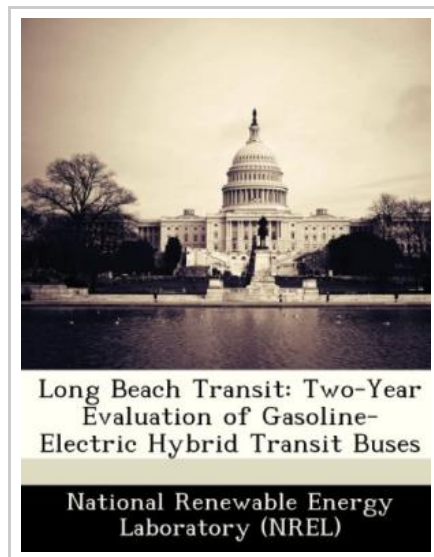 Long Beach Transit: Two-Year
Evaluation of Gasoline-
Electric Hybrid Transit Buses
National Renewable Energy
Laboratory (NREL)